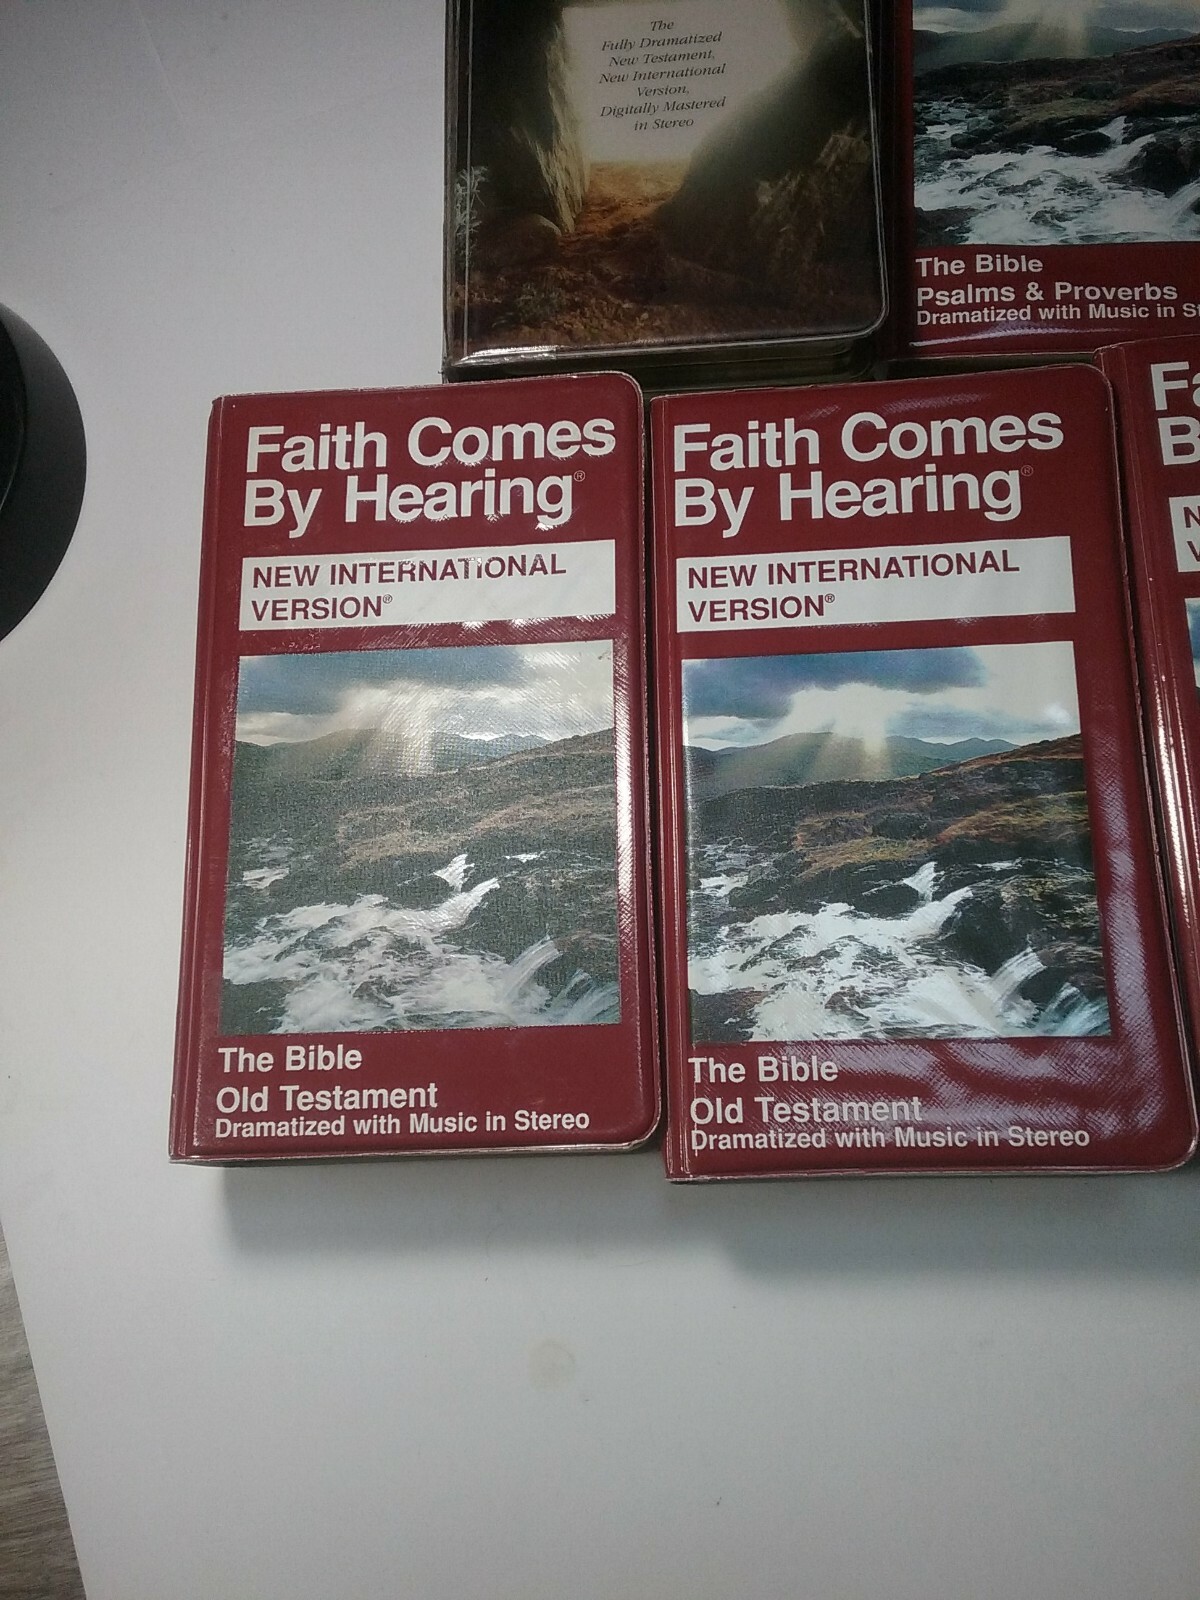 The
Fully Dramatized
New Testament,
New International
Version,
Digitally Mastered
in Stereo
The Bible
Psalms & Proverbs
Dramatized with Music in St
Faith Comes
By Hearing®
NEW INTERNATIONAL
VERSION®
The Bible
Old Testament
Dramatized with Music in Stereo
Faith Comes
By Hearing®
NEW INTERNATIONAL
VERSION®
The Bible
Old Testament
Dramatized with Music in Stereo
Fa
B
N
V